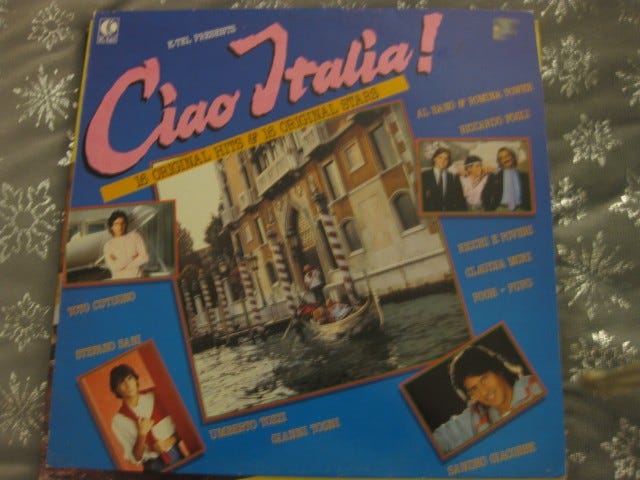 K-TEL PRESENTS
Ciao Italia!
16 ORIGINAL HITS & 16 ORIGINAL STARS
AL BANO & ROMINA POWER
RICCARDO FOGLI
RICCHI E POVERI
CLAUDIA MORI
POOH - PUPO
TOTO CUTUGNO
STEFANO SANI
UMBERTO TOZZI
GIANNI TOGNI
SANDRO GIACOBBE